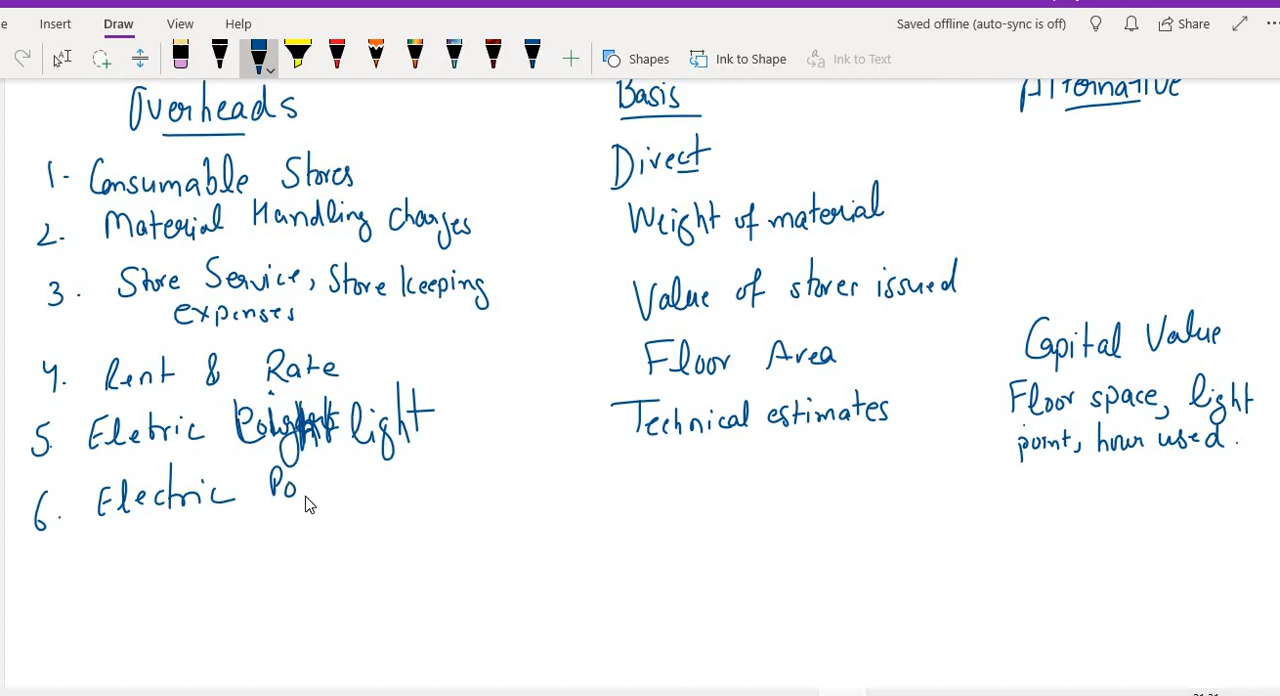 Insert Draw View Help Saved offline (auto-sync is off) Share
Shapes Ink to Shape Ink to Text
Overheads Basis Alternative
1- Consumable Stores Direct
2. Material Handling Charges Weight of material
3. Store Service, Store keeping Value of stores issued
expenses
4. Rent & Rate Floor Area Capital Value
5. Eletric light Technical estimates Floor space, light
point, hour used.
6. Electric Po